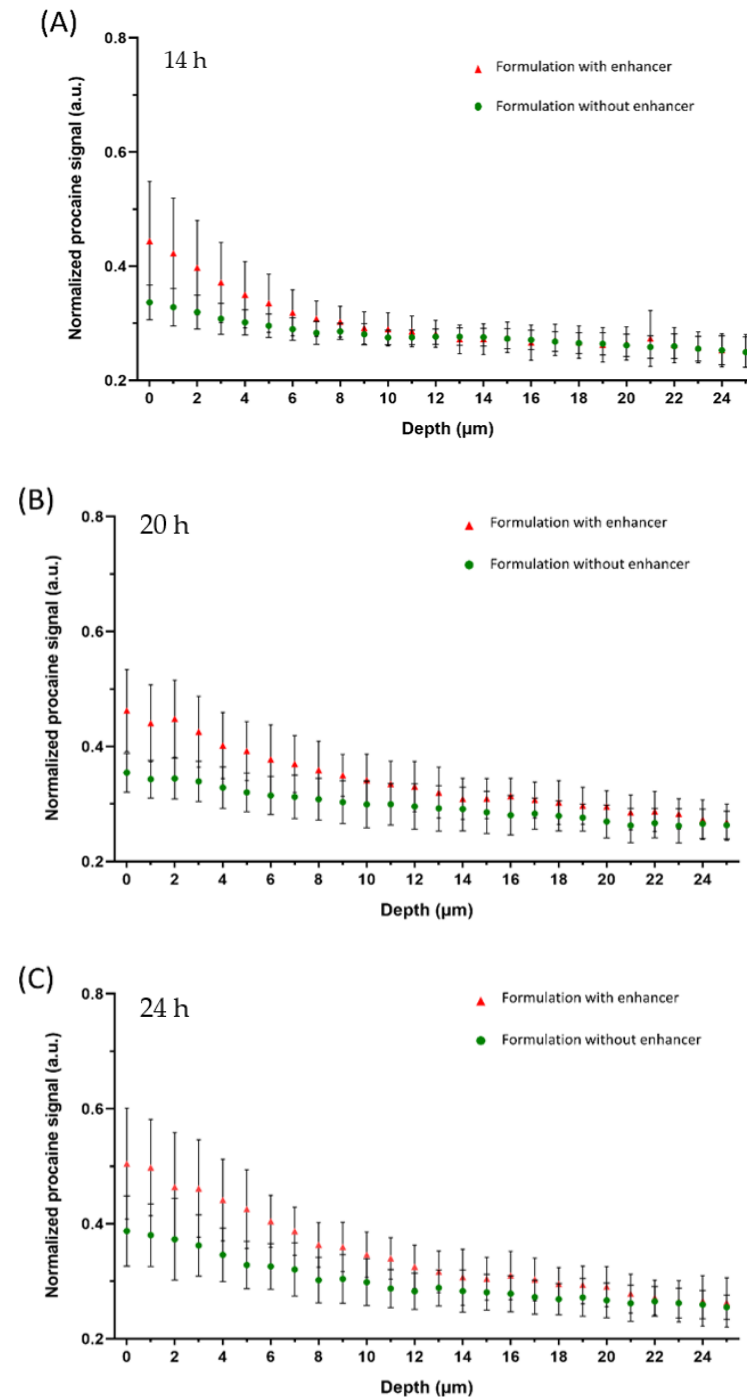 (A)
14 h
Formulation with enhancer
Formulation without enhancer
Normalized procaine signal (a.u.)
0.8
0.6
0.4
0.2
0 2 4 6 8 10 12 14 16 18 20 22 24
Depth (µm)
(B)
20 h
Formulation with enhancer
Formulation without enhancer
Normalized procaine signal (a.u.)
0.8
0.6
0.4
0.2
0 2 4 6 8 10 12 14 16 18 20 22 24
Depth (µm)
(C)
24 h
Formulation with enhancer
Formulation without enhancer
Normalized procaine signal (a.u.)
0.8
0.6
0.4
0.2
0 2 4 6 8 10 12 14 16 18 20 22 24
Depth (µm)